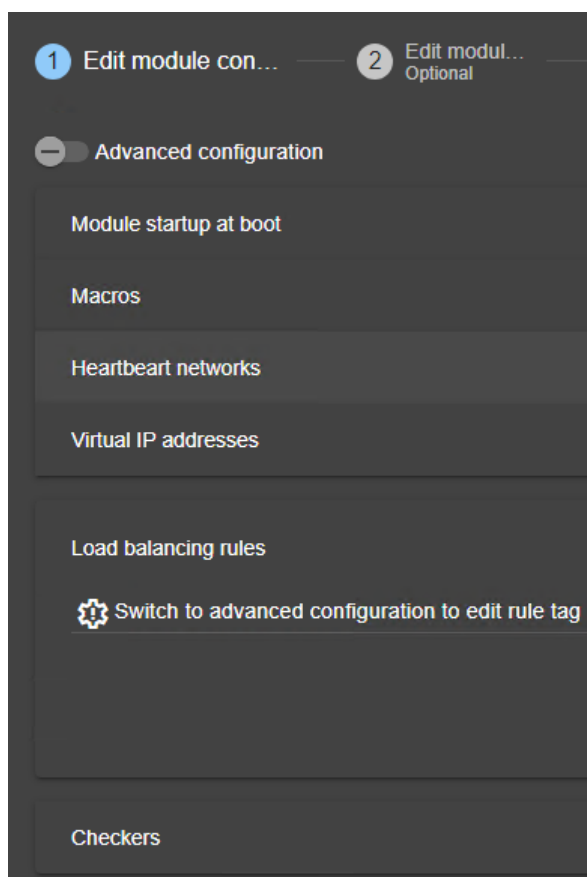 1 Edit module con...
2 Edit modul...
Optional
Advanced configuration
Module startup at boot
Macros
Heartbeart networks
Virtual IP addresses
Load balancing rules
Switch to advanced configuration to edit rule tag
Checkers